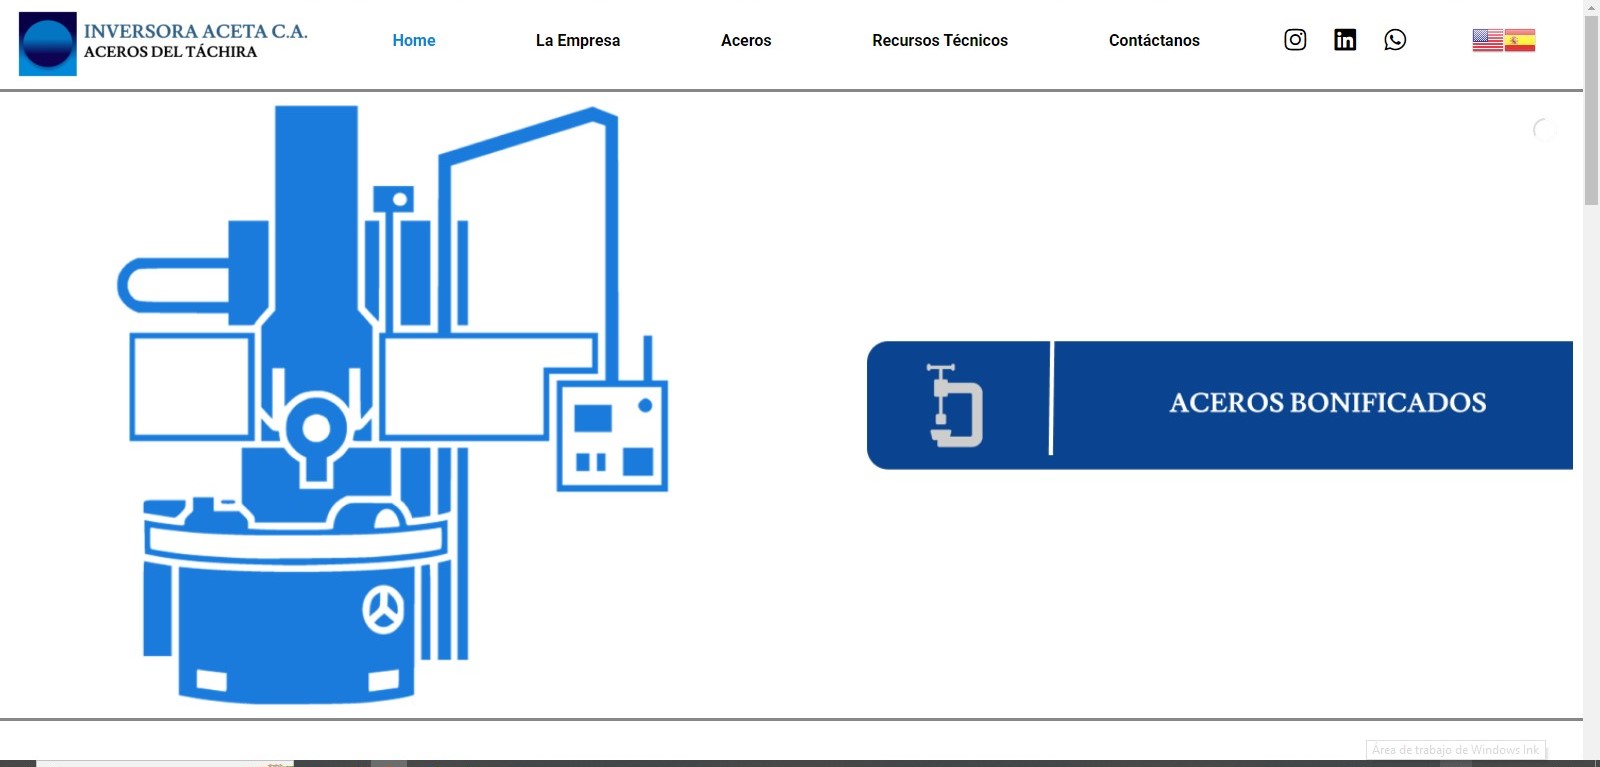 INVERSORA ACETA C.A.
ACEROS DEL TÁCHIRA
Home
La Empresa
Aceros
Recursos Técnicos
Contáctanos
ACEROS BONIFICADOS
Área de trabajo de Windows Ink